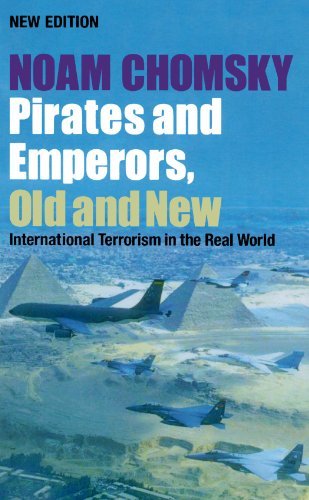 NEW EDITION
NOAM CHOMSKY
Pirates and
Emperors,
Old and New
International Terrorism in the Real World